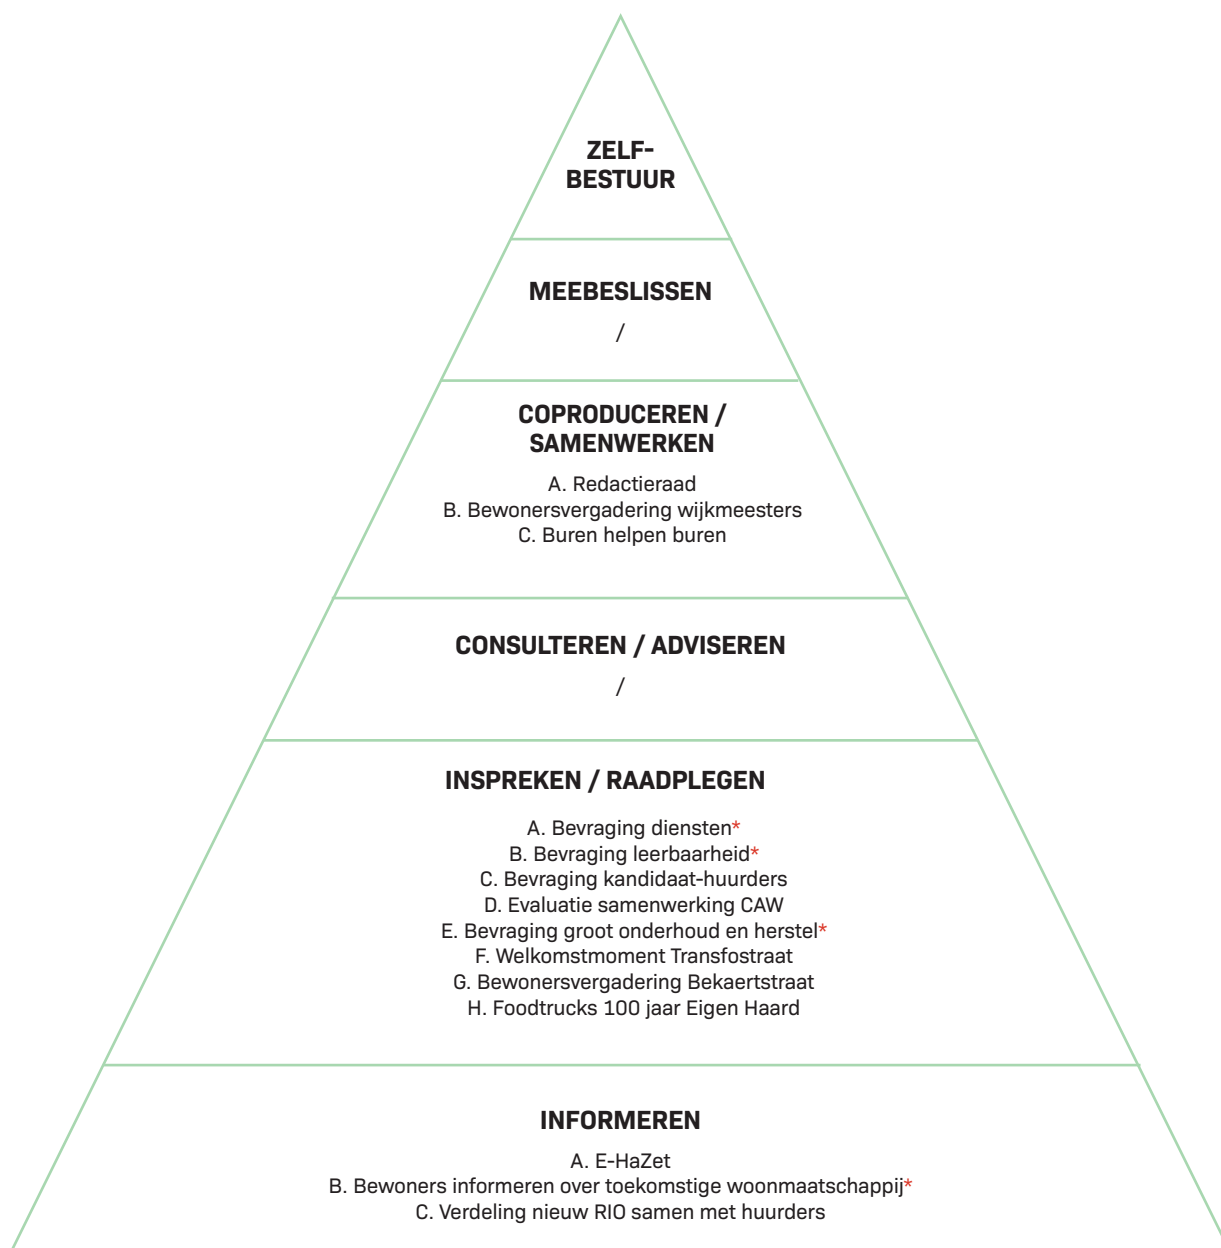 ZELF-
BESTUUR
MEEBESLISSEN
/
COPRODUCEREN /
SAMENWERKEN
A. Redactieraad
B. Bewonersvergadering wijkmeesters
C. Buren helpen buren
CONSULTEREN / ADVISEREN
/
INSPREKEN / RAADPLEGEN
A. Bevraging diensten*
B. Bevraging leerbaarheid*
C. Bevraging kandidaat-huurders
D. Evaluatie samenwerking CAW
E. Bevraging groot onderhoud en herstel*
F. Welkomstmoment Transfostraat
G. Bewonersvergadering Bekaertstraat
H. Foodtrucks 100 jaar Eigen Haard
INFORMEREN
A. E-HaZet
B. Bewoners informeren over toekomstige woonmaatschappij*
C. Verdeling nieuw RIO samen met huurders